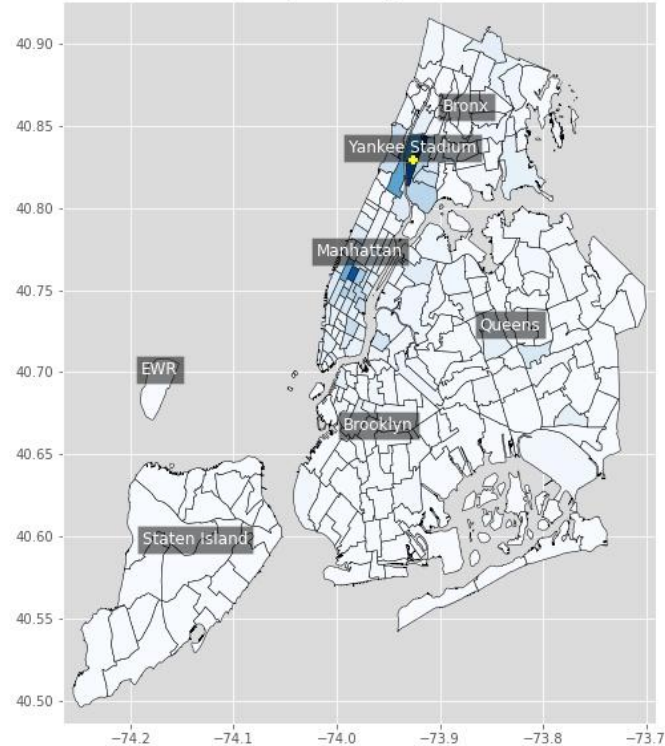 40.90
Bronx
40.85
Yankee Stadium
40.80
Manhattan
40.75
Queens
EWR
40.70
Brooklyn
40.65
Staten Island
40.60
40.55
40.50
−74.2 −74.1 −74.0 −73.9 −73.8 −73.7